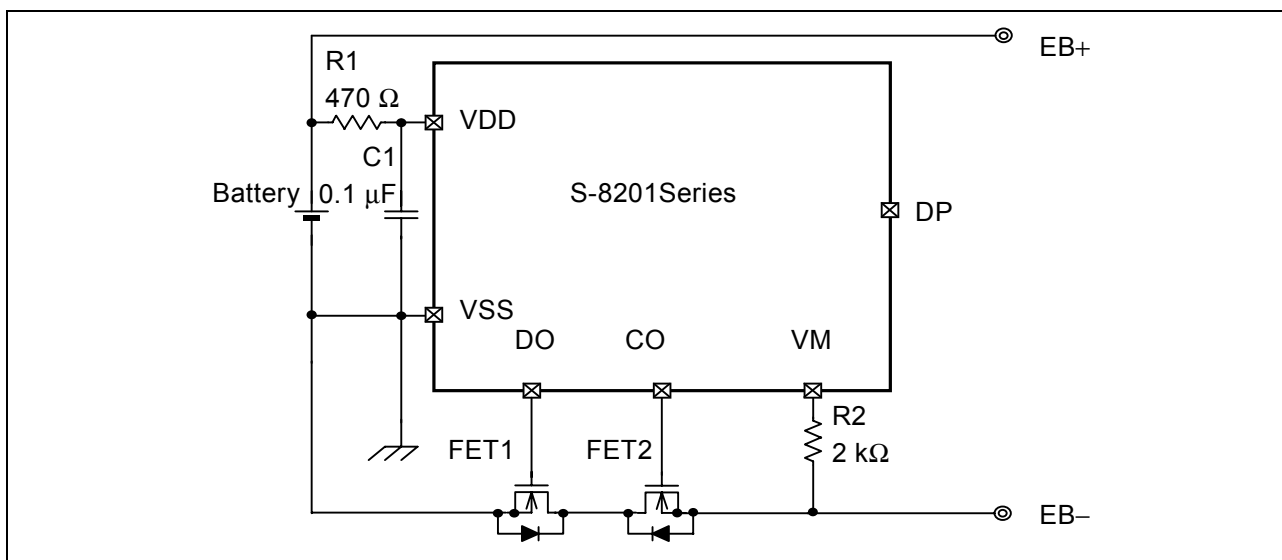 EB+
R1
470 Ω
VDD
C1
Battery 0.1 μF
S-8201Series
DP
VSS
DO CO VM
R2
2 kΩ
FET1 FET2
EB−